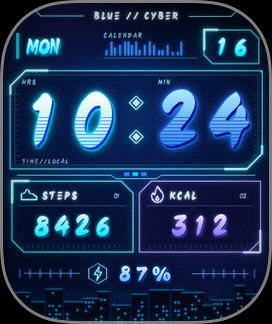 BLUE // CYBER
MON
CALENDAR
16
HRS
MIN
10 24
TIME//LOCAL
STEPS 01
8426
KCAL 02
312
87%